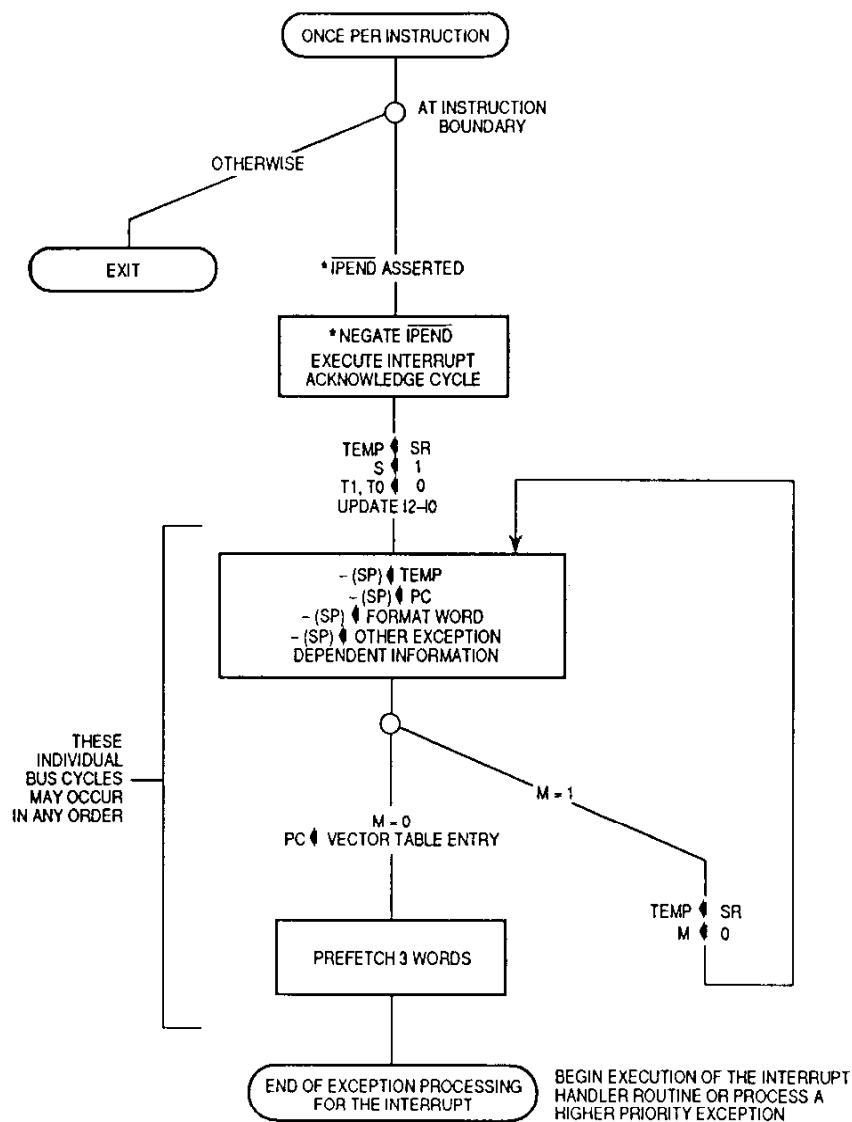 ONCE PER INSTRUCTION
AT INSTRUCTION
BOUNDARY
OTHERWISE
EXIT
*IPEND ASSERTED
*NEGATE IPEND
EXECUTE INTERRUPT
ACKNOWLEDGE CYCLE
TEMP SR
S 1
T1, T0 0
UPDATE I2–I0
– (SP) TEMP
– (SP) PC
– (SP) FORMAT WORD
– (SP) OTHER EXCEPTION
DEPENDENT INFORMATION
THESE
INDIVIDUAL
BUS CYCLES
MAY OCCUR
IN ANY ORDER
M = 1
M = 0
PC VECTOR TABLE ENTRY
TEMP SR
M 0
PREFETCH 3 WORDS
END OF EXCEPTION PROCESSING
FOR THE INTERRUPT
BEGIN EXECUTION OF THE INTERRUPT
HANDLER ROUTINE OR PROCESS A
HIGHER PRIORITY EXCEPTION